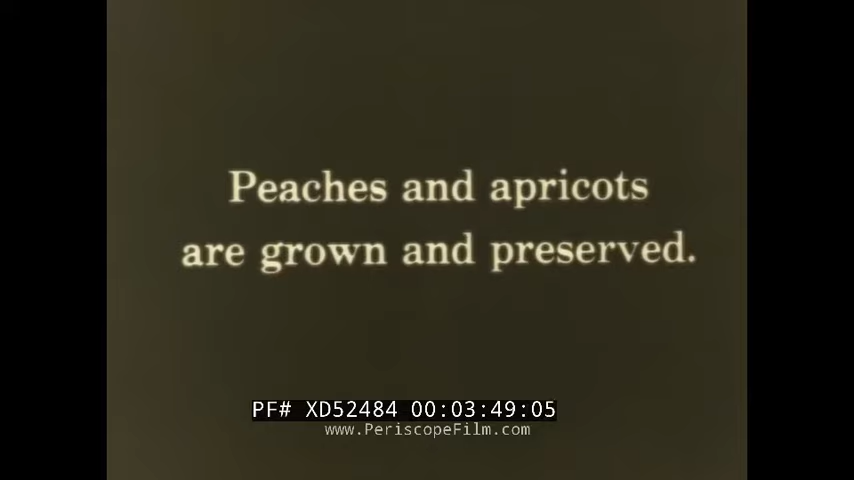 Peaches and apricots
are grown and preserved.
PF# XD52484 00:03:49:05
www.PeriscopeFilm.com